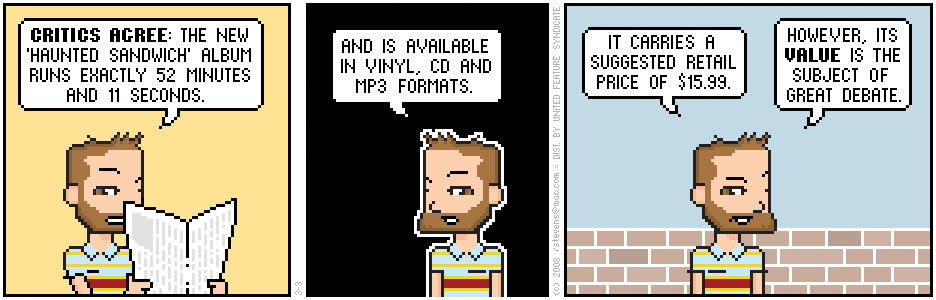 CRITICS AGREE: THE NEW
'HAUNTED SANDWICH' ALBUM
RUNS EXACTLY 52 MINUTES
AND 11 SECONDS.
3-3
AND IS AVAILABLE
IN VINYL, CD AND
MP3 FORMATS.
(c) 2008 rstevens@mac.com :: DIST. BY UNITED FEATURE SYNDICATE
IT CARRIES A
SUGGESTED RETAIL
PRICE OF $15.99.
HOWEVER, ITS
VALUE IS THE
SUBJECT OF
GREAT DEBATE.